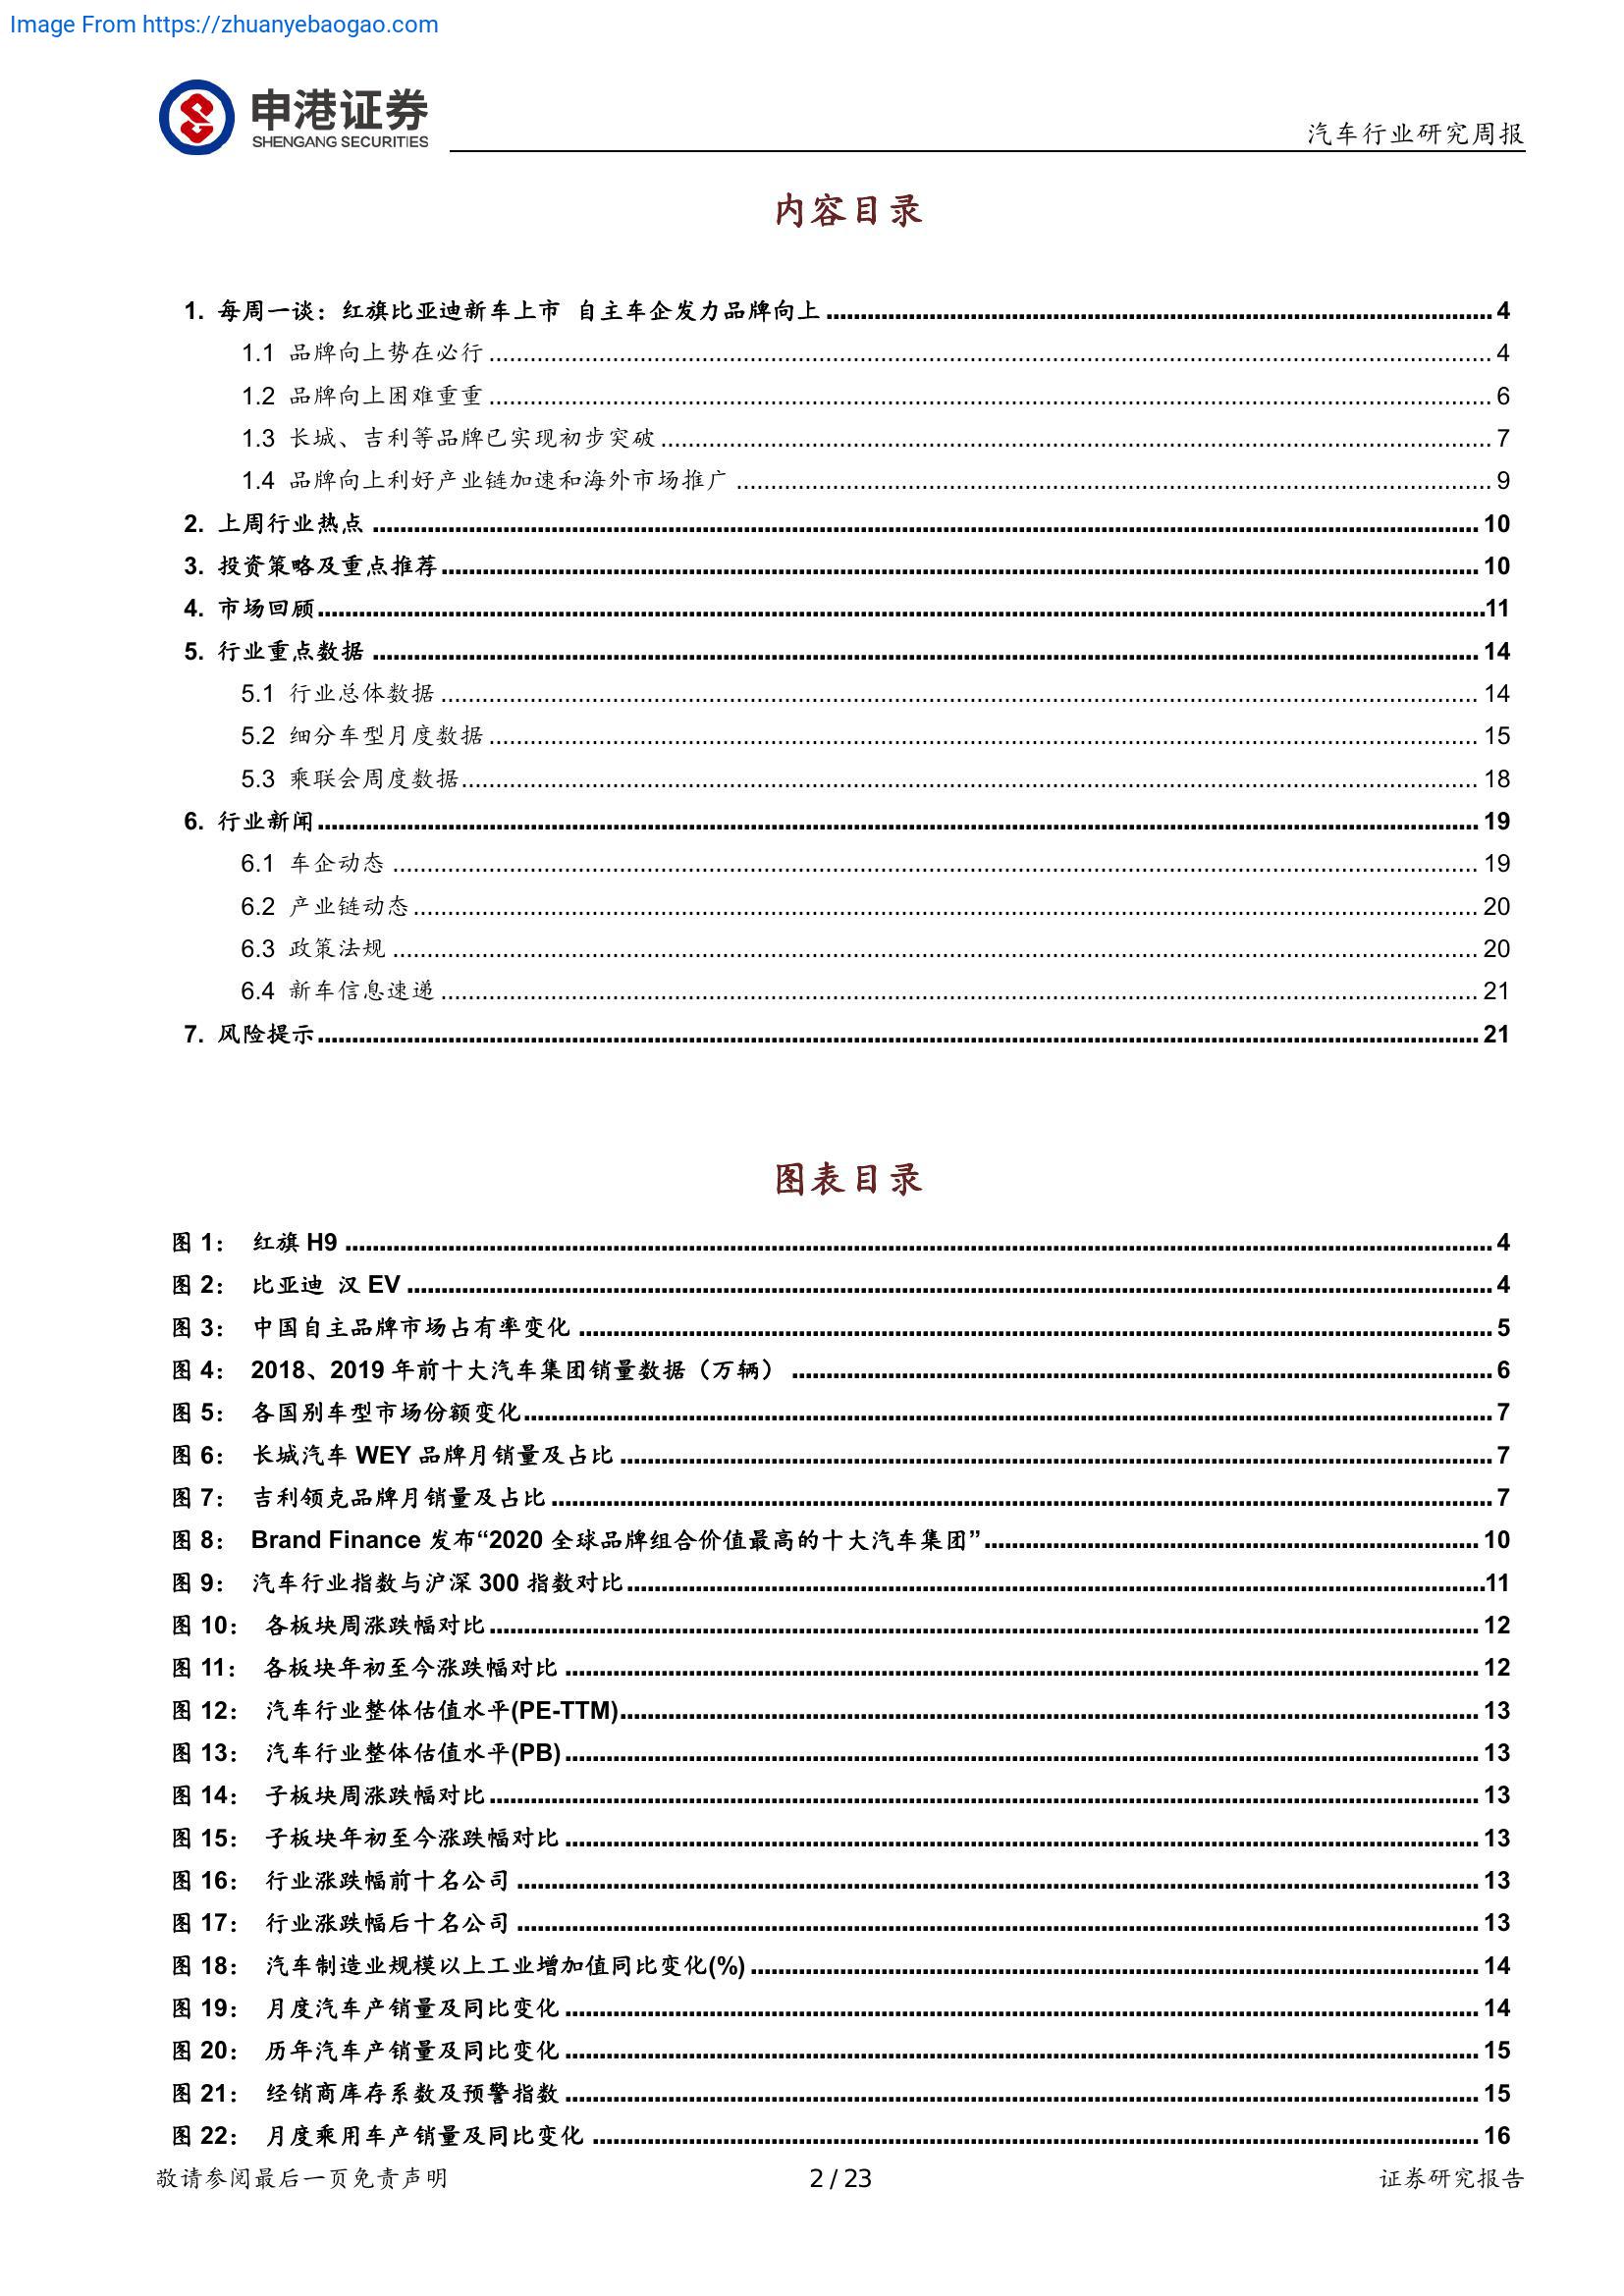 Image From https://zhuanyebaogao.com
申港证券
SHENGANG SECURITIES
汽车行业研究周报
内容目录
1. 每周一谈：红旗比亚迪新车上市 自主车企发力品牌向上 4
1.1 品牌向上势在必行 4
1.2 品牌向上困难重重 6
1.3 长城、吉利等品牌已实现初步突破 7
1.4 品牌向上利好产业链加速和海外市场推广 9
2. 上周行业热点 10
3. 投资策略及重点推荐 10
4. 市场回顾 11
5. 行业重点数据 14
5.1 行业总体数据 14
5.2 细分车型月度数据 15
5.3 乘联会周度数据 18
6. 行业新闻 19
6.1 车企动态 19
6.2 产业链动态 20
6.3 政策法规 20
6.4 新车信息速递 21
7. 风险提示 21
图表目录
图 1： 红旗 H9 4
图 2： 比亚迪 汉 EV 4
图 3： 中国自主品牌市场占有率变化 5
图 4： 2018、2019 年前十大汽车集团销量数据（万辆） 6
图 5： 各国别车型市场份额变化 7
图 6： 长城汽车 WEY 品牌月销量及占比 7
图 7： 吉利领克品牌月销量及占比 7
图 8： Brand Finance 发布“2020 全球品牌组合价值最高的十大汽车集团” 10
图 9： 汽车行业指数与沪深 300 指数对比 11
图 10： 各板块周涨跌幅对比 12
图 11： 各板块年初至今涨跌幅对比 12
图 12： 汽车行业整体估值水平(PE-TTM) 13
图 13： 汽车行业整体估值水平(PB) 13
图 14： 子板块周涨跌幅对比 13
图 15： 子板块年初至今涨跌幅对比 13
图 16： 行业涨跌幅前十名公司 13
图 17： 行业涨跌幅后十名公司 13
图 18： 汽车制造业规模以上工业增加值同比变化(%) 14
图 19： 月度汽车产销量及同比变化 14
图 20： 历年汽车产销量及同比变化 15
图 21： 经销商库存系数及预警指数 15
图 22： 月度乘用车产销量及同比变化 16
敬请参阅最后一页免责声明 2 / 23 证券研究报告